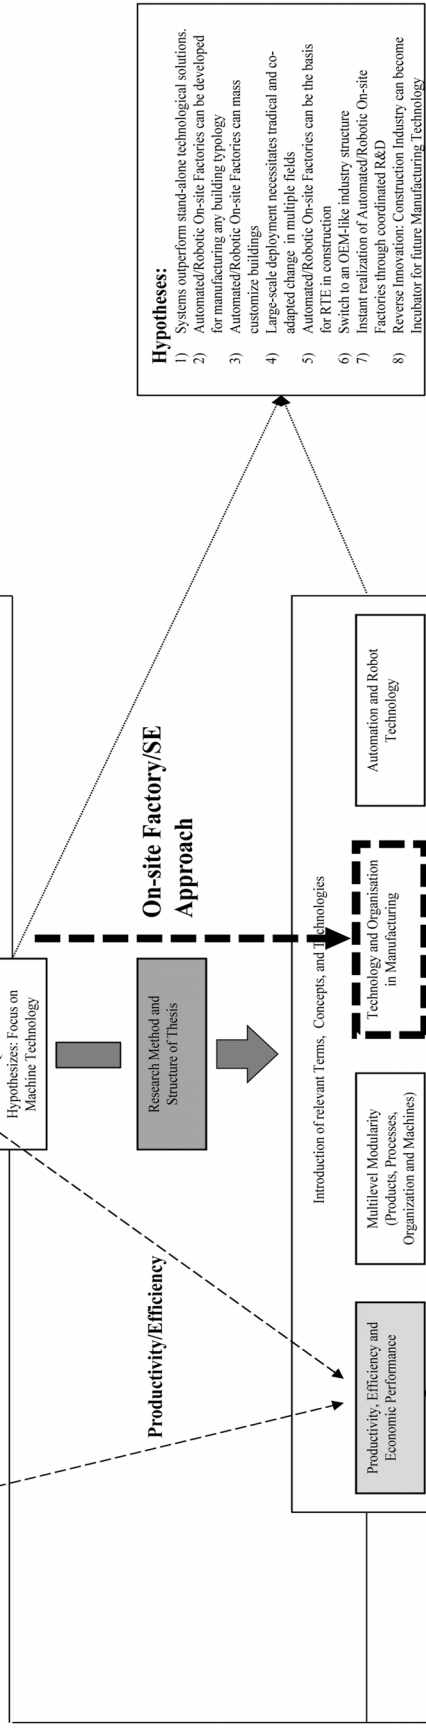 Hypothesizes: Focus on
Machine Technology
Productivity/Efficiency
Research Method and
Structure of Thesis
On-site Factory/SE
Approach
Hypotheses:
1) Systems outperform stand-alone technological solutions.
2) Automated/Robotic On-site Factories can be developed
for manufacturing any building typology
3) Automated/Robotic On-site Factories can mass
customize buildings
4) Large-scale deployment necessitates tradical and co-
adapted change in multiple fields
5) Automated/Robotic On-site Factories can be the basis
for RTE in construction
6) Switch to an OEM-like industry structure
7) Instant realization of Automated/Robotic On-site
Factories through coordinated R&D
8) Reverse Innovation: Construction Industry can become
Incubator for future Manufacturing Technology
Introduction of relevant Terms, Concepts, and Technologies
Productivity, Efficiency and
Economic Performance
Multilevel Modularity
(Products, Processes,
Organization and Machines)
Technology and Organisation
in Manufacturing
Automation and Robot
Technology